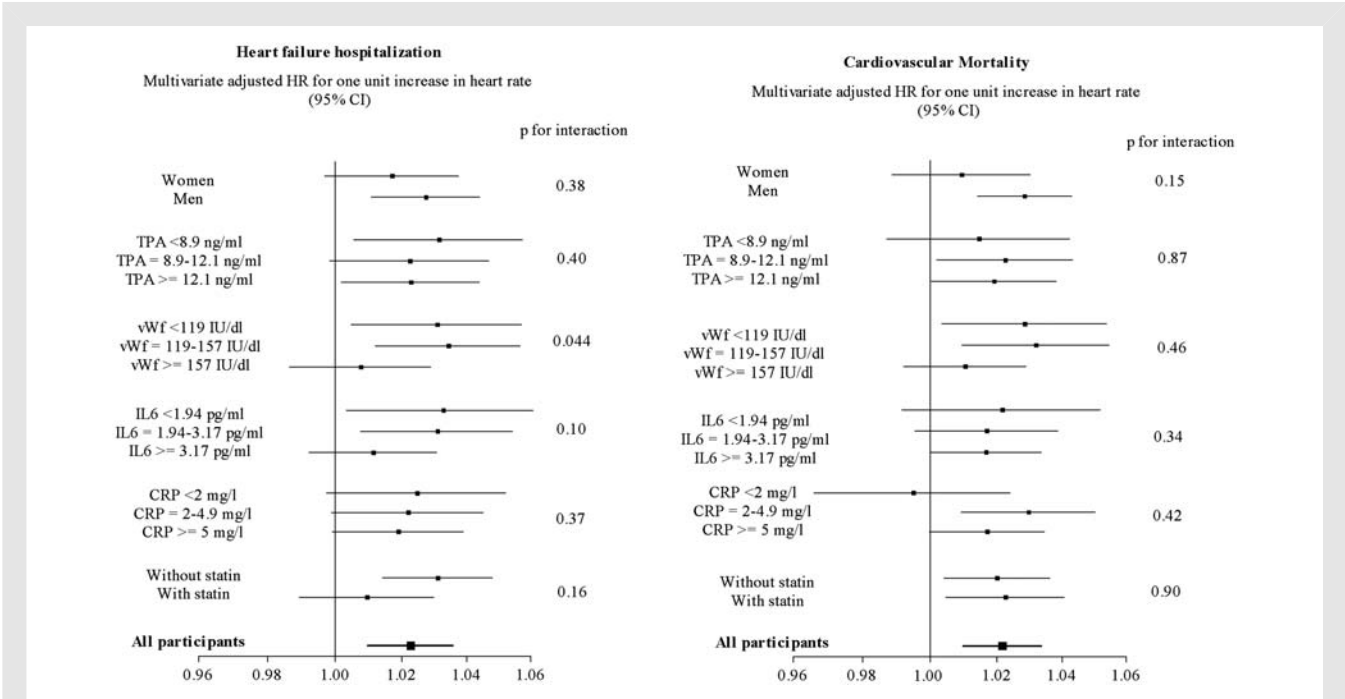 Heart failure hospitalization
Multivariate adjusted HR for one unit increase in heart rate
(95% CI)
p for interaction
Women
Men
0.38
TPA <8.9 ng/ml
TPA = 8.9-12.1 ng/ml
TPA >= 12.1 ng/ml
0.40
vWf <119 IU/dl
vWf = 119-157 IU/dl
vWf >= 157 IU/dl
0.044
IL6 <1.94 pg/ml
IL6 = 1.94-3.17 pg/ml
IL6 >= 3.17 pg/ml
0.10
CRP <2 mg/l
CRP = 2-4.9 mg/l
CRP >= 5 mg/l
0.37
Without statin
With statin
0.16
All participants
0.96 1.00 1.02 1.04 1.06
Cardiovascular Mortality
Multivariate adjusted HR for one unit increase in heart rate
(95% CI)
p for interaction
Women
Men
0.15
TPA <8.9 ng/ml
TPA = 8.9-12.1 ng/ml
TPA >= 12.1 ng/ml
0.87
vWf <119 IU/dl
vWf = 119-157 IU/dl
vWf >= 157 IU/dl
0.46
IL6 <1.94 pg/ml
IL6 = 1.94-3.17 pg/ml
IL6 >= 3.17 pg/ml
0.34
CRP <2 mg/l
CRP = 2-4.9 mg/l
CRP >= 5 mg/l
0.42
Without statin
With statin
0.90
All participants
0.96 1.00 1.02 1.04 1.06